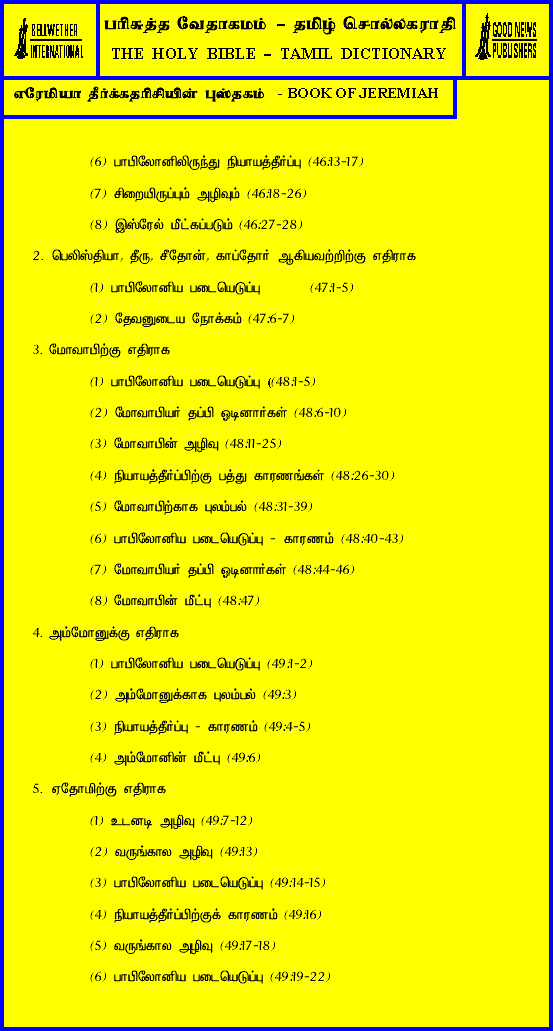 BELLWETHER
INTERNATIONAL
பரிசுத்த வேதாகமம் – தமிழ் சொல்லகராதி
THE HOLY BIBLE – TAMIL DICTIONARY
GOOD NEWS
PUBLISHERS
எரேமியா தீர்க்கதரிசியின் புஸ்தகம் - BOOK OF JEREMIAH
(6) பாபிலோனிலிருந்து நியாயத்தீர்ப்பு (46:13-17)
(7) சிறையிருப்பும் அழிவும் (46:18-26)
(8) இஸ்ரேல் மீட்கப்படும் (46:27-28)
2. பெலிஸ்தியா, தீரு, சீதோன், காப்தோர் ஆகியவற்றிற்கு எதிராக
(1) பாபிலோனிய படையெடுப்பு (47:1-5)
(2) தேவனுடைய நோக்கம் (47:6-7)
3. மோவாபிற்கு எதிராக
(1) பாபிலோனிய படையெடுப்பு ((48:1-5)
(2) மோவாபியர் தப்பி ஓடினார்கள் (48:6-10)
(3) மோவாபின் அழிவு (48:11-25)
(4) நியாயத்தீர்ப்பிற்கு பத்து காரணங்கள் (48:26-30)
(5) மோவாபிற்காக புலம்பல் (48:31-39)
(6) பாபிலோனிய படையெடுப்பு - காரணம் (48:40-43)
(7) மோவாபியர் தப்பி ஓடினார்கள் (48:44-46)
(8) மோவாபின் மீட்பு (48:47)
4. அம்மோனுக்கு எதிராக
(1) பாபிலோனிய படையெடுப்பு (49:1-2)
(2) அம்மோனுக்காக புலம்பல் (49:3)
(3) நியாயத்தீர்ப்பு - காரணம் (49:4-5)
(4) அம்மோனின் மீட்பு (49:6)
5. ஏதோமிற்கு எதிராக
(1) உடனடி அழிவு (49:7-12)
(2) வருங்கால அழிவு (49:13)
(3) பாபிலோனிய படையெடுப்பு (49:14-15)
(4) நியாயத்தீர்ப்பிற்குக் காரணம் (49:16)
(5) வருங்கால அழிவு (49:17-18)
(6) பாபிலோனிய படையெடுப்பு (49:19-22)